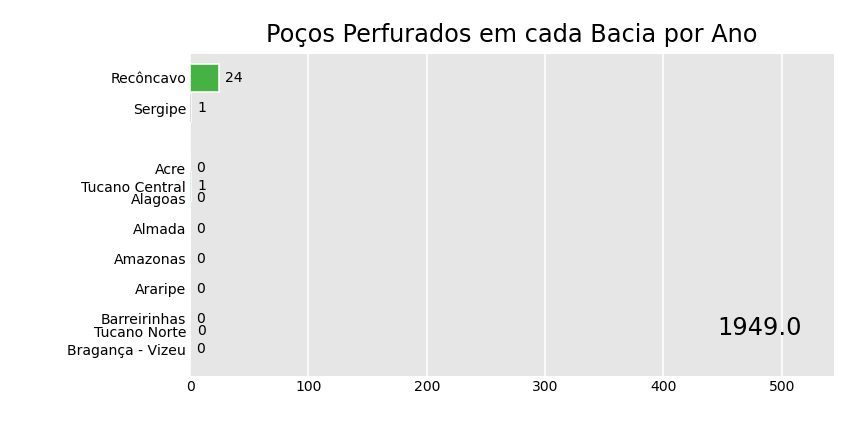 Poços Perfurados em cada Bacia por Ano
Recôncavo 24
Sergipe 1
Acre 0
Tucano Central 1
Alagoas 0
Almada 0
Amazonas 0
Araripe 0
Barreirinhas 0
Tucano Norte 0
1949.0
Bragança - Vizeu 0
0 100 200 300 400 500